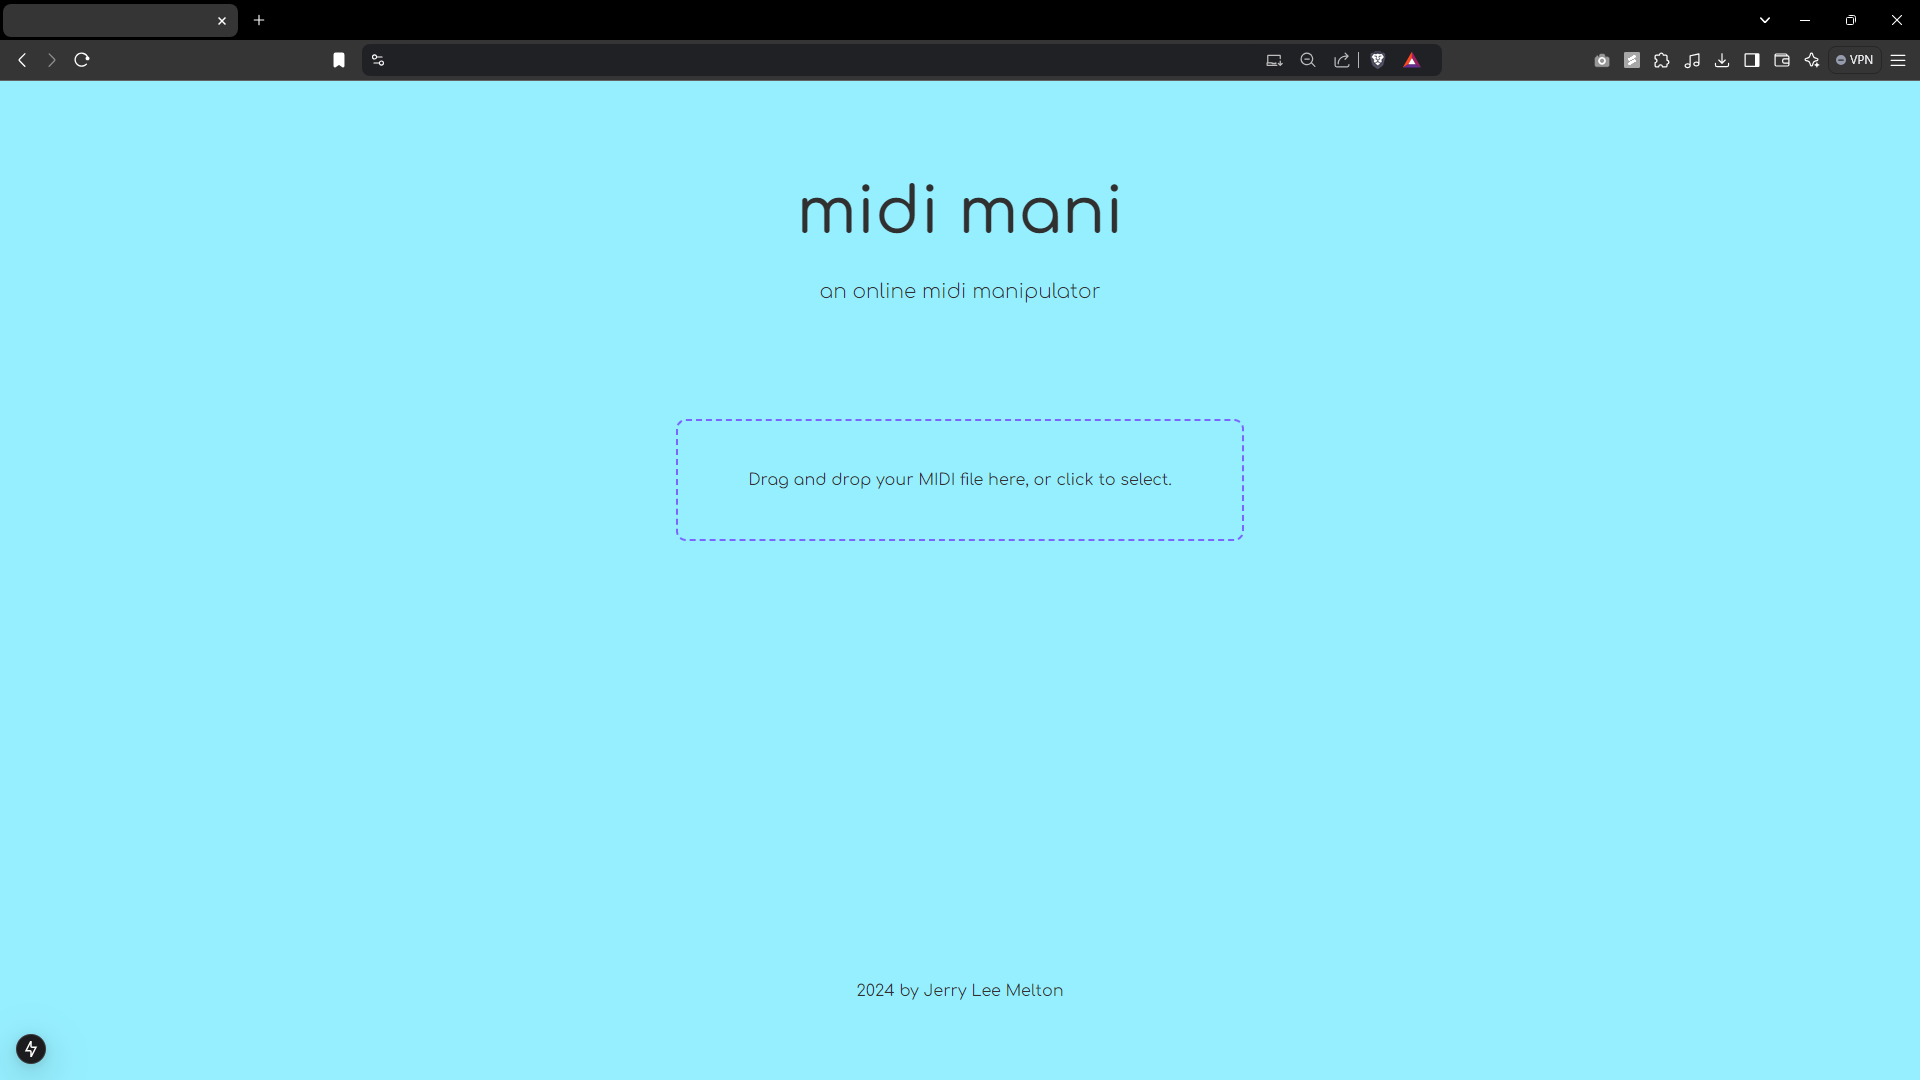 VPN
midi mani
an online midi manipulator
Drag and drop your MIDI file here, or click to select.
2024 by Jerry Lee Melton